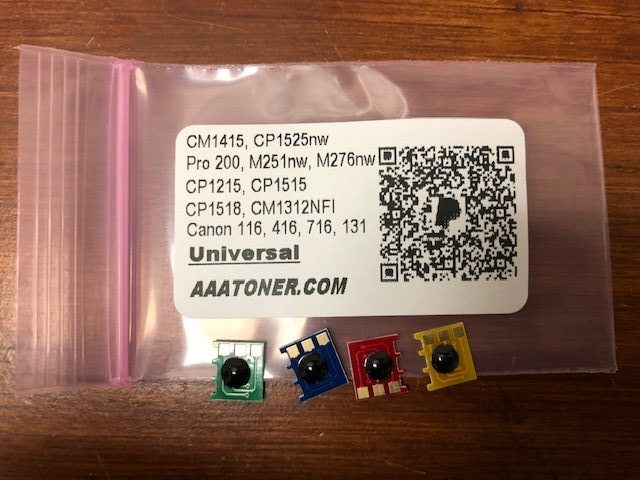 CM1415, CP1525nw
Pro 200, M251nw, M276nw
CP1215, CP1515
CP1518, CM1312NFI
Canon 116, 416, 716, 131
Universal
AAATONER.COM